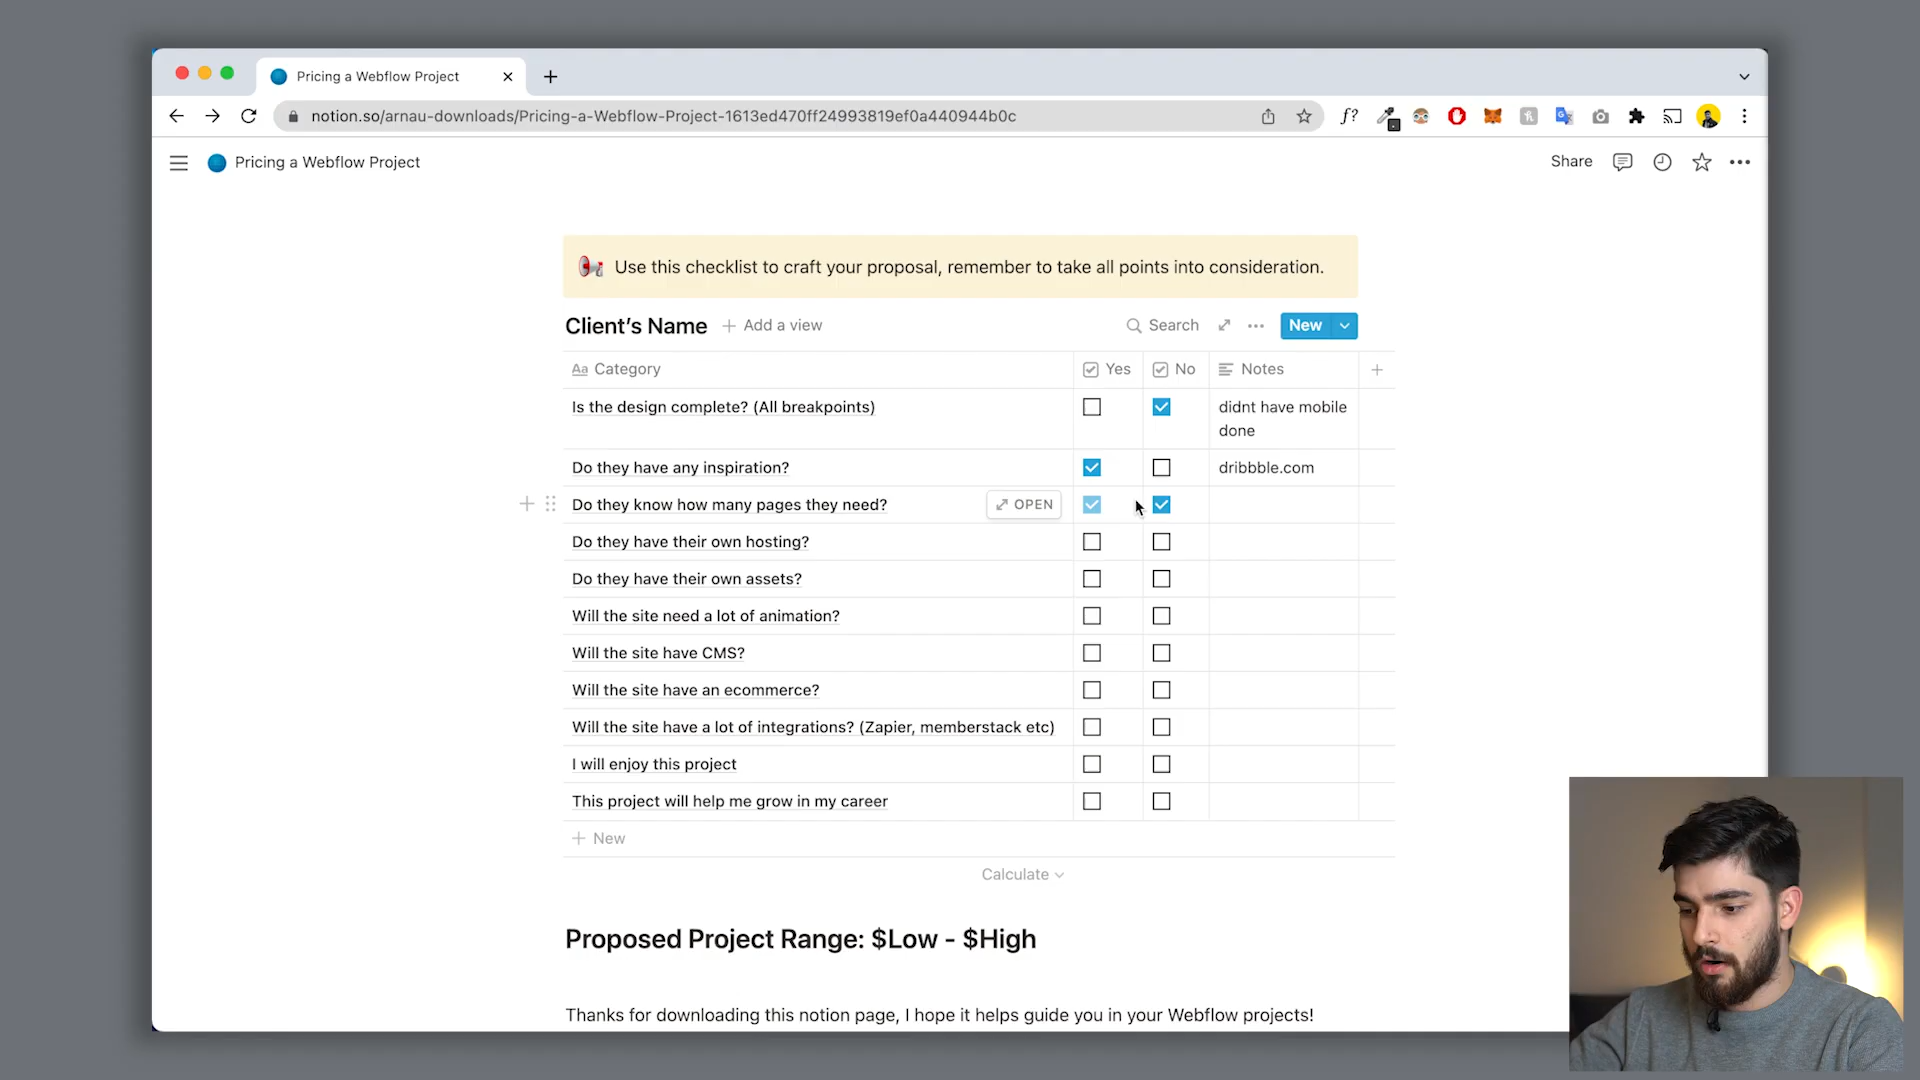 Pricing a Webflow Project
notion.so/arnau-downloads/Pricing-a-Webflow-Project-1613ed470ff24993819ef0a440944b0c
f?
Pricing a Webflow Project
Share
Use this checklist to craft your proposal, remember to take all points into consideration.
Client's Name
Add a view
Search
New
Aa Category
Yes
No
Notes
Is the design complete? (All breakpoints)
didnt have mobile
done
Do they have any inspiration?
dribbble.com
Do they know how many pages they need?
OPEN
Do they have their own hosting?
Do they have their own assets?
Will the site need a lot of animation?
Will the site have CMS?
Will the site have an ecommerce?
Will the site have a lot of integrations? (Zapier, memberstack etc)
I will enjoy this project
This project will help me grow in my career
New
Calculate
Proposed Project Range: $Low - $High
Thanks for downloading this notion page, I hope it helps guide you in your Webflow projects!